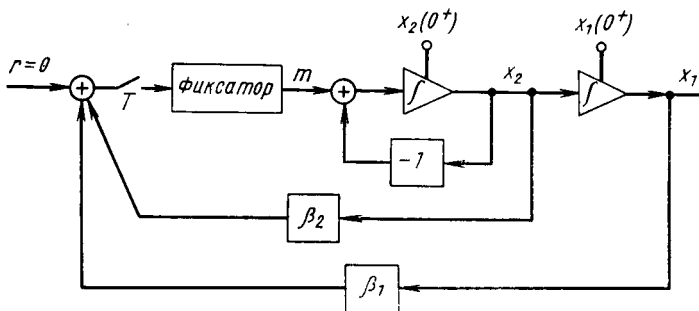 x₂(0⁺)
x₁(0⁺)
r=0
T
фиксатор
m
∫
x₂
∫
x₁
-1
β₂
β₁